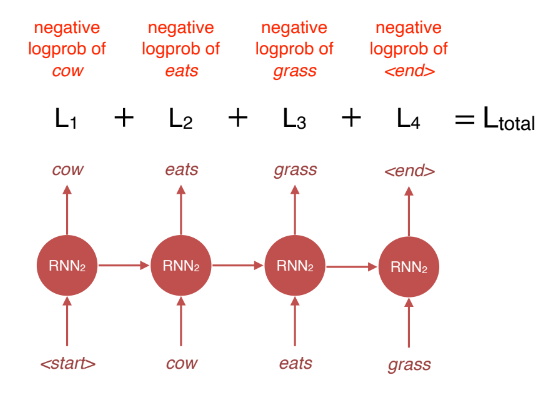 negative logprob of cow
negative logprob of eats
negative logprob of grass
negative logprob of <end>
L1 + L2 + L3 + L4 = Ltotal
cow eats grass <end>
RNN2 RNN2 RNN2 RNN2
<start> cow eats grass